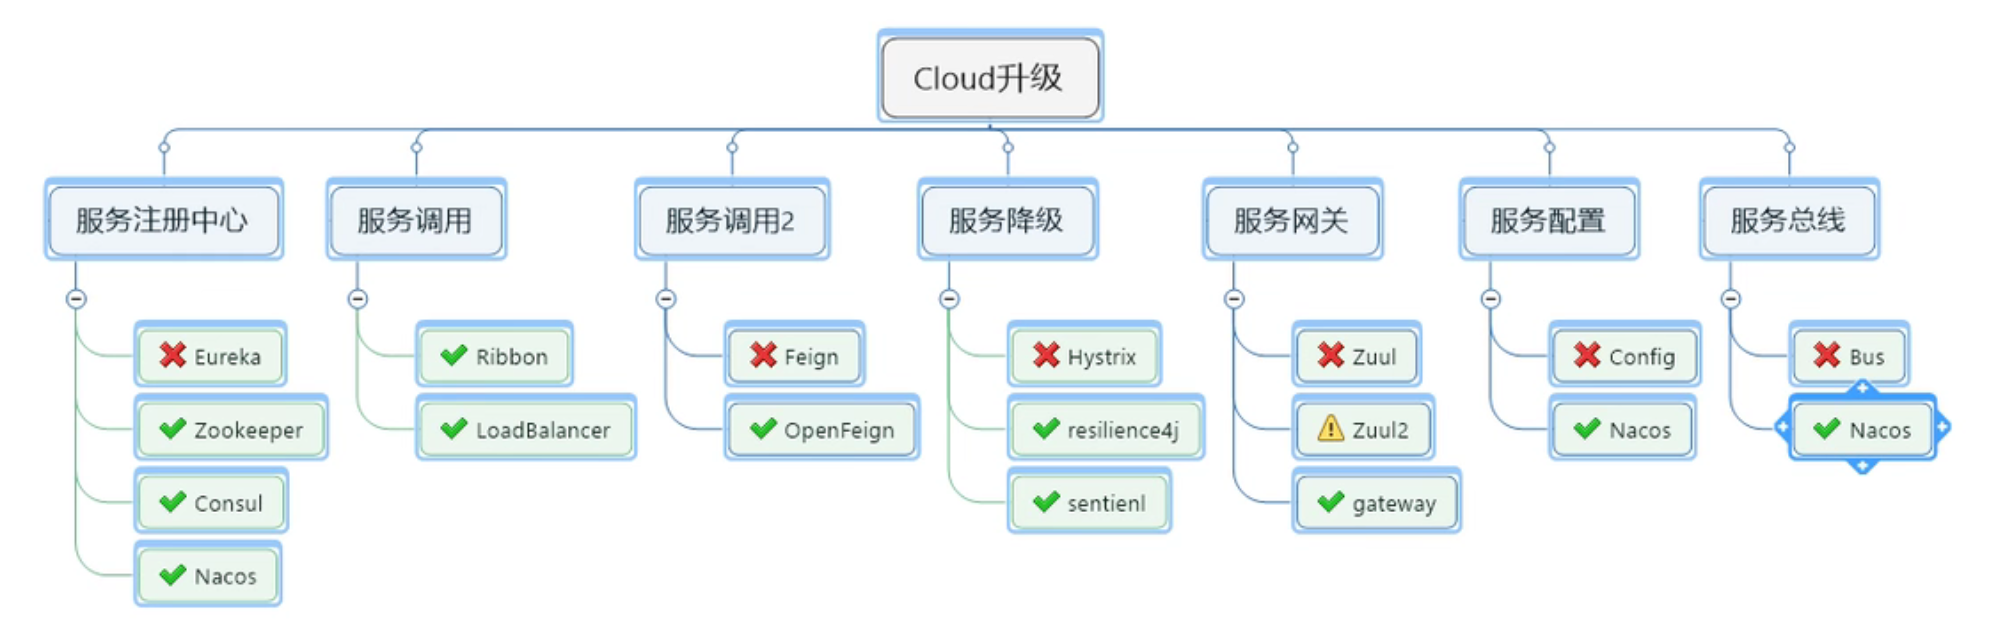 Cloud升级
服务注册中心
Eureka
Zookeeper
Consul
Nacos
服务调用
Ribbon
LoadBalancer
服务调用2
Feign
OpenFeign
服务降级
Hystrix
resilience4j
sentienl
服务网关
Zuul
Zuul2
gateway
服务配置
Config
Nacos
服务总线
Bus
Nacos